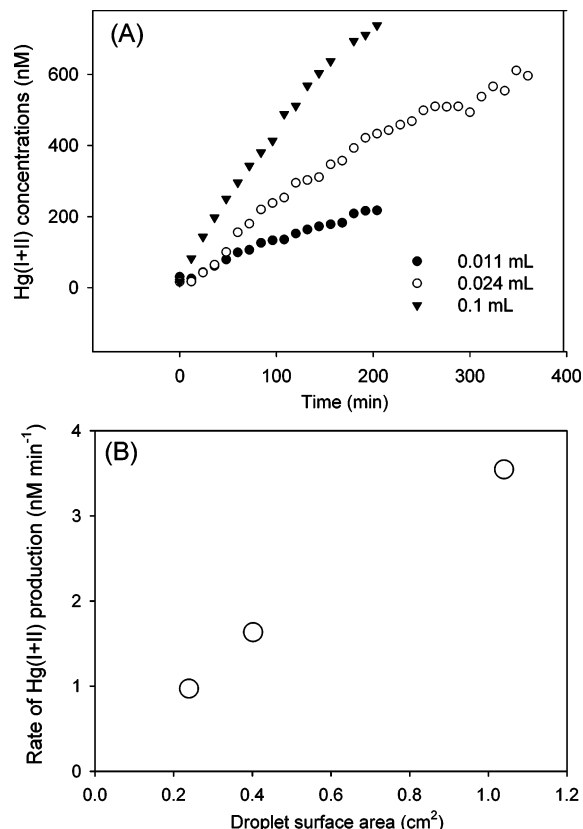 (A)
Hg(I+II) concentrations (nM)
600
400
200
0
0.011 mL
0.024 mL
0.1 mL
0 100 200 300 400
Time (min)
(B)
Rate of Hg(I+II) production (nM min⁻¹)
4
3
2
1
0
0.0 0.2 0.4 0.6 0.8 1.0 1.2
Droplet surface area (cm²)